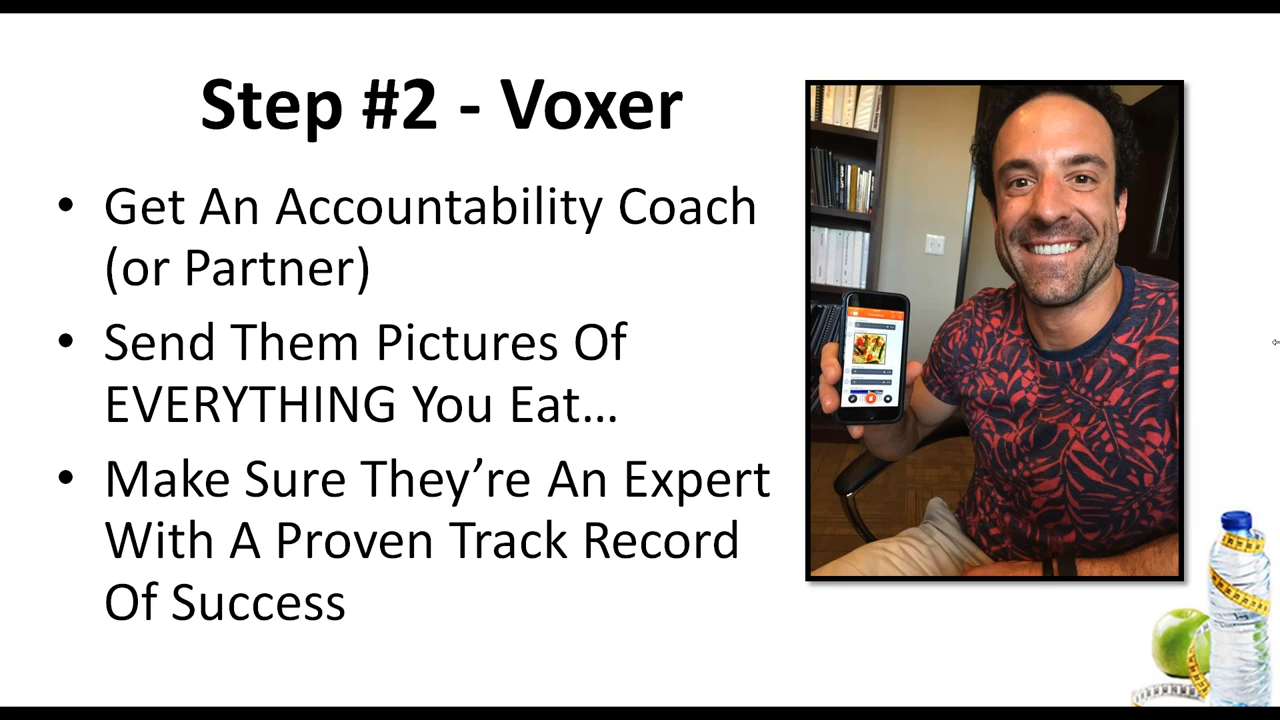 Step #2 - Voxer
• Get An Accountability Coach
(or Partner)
• Send Them Pictures Of
EVERYTHING You Eat...
• Make Sure They’re An Expert
With A Proven Track Record
Of Success